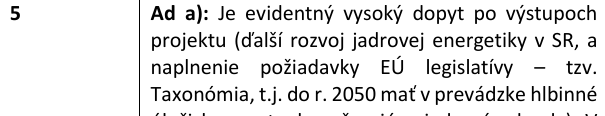 5
Ad a): Je evidentný vysoký dopyt po výstupoch
projektu (ďalší rozvoj jadrovej energetiky v SR, a
naplnenie požiadavky EÚ legislatívy – tzv.
Taxonómia, t.j. do r. 2050 mať v prevádzke hlbinné